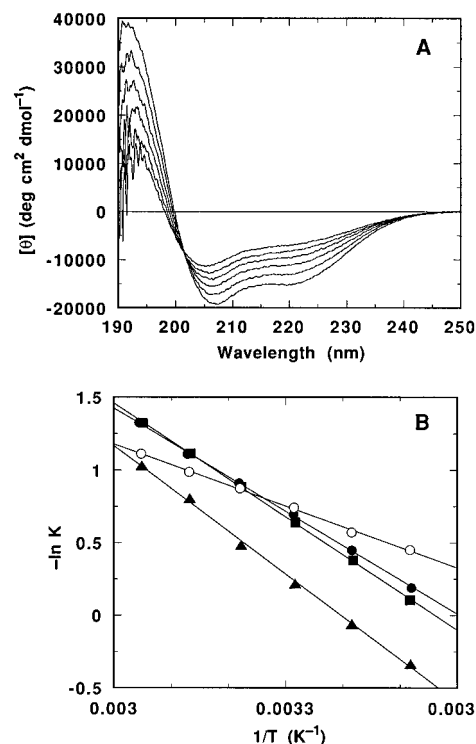 A
40000
30000
20000
10000
0
-10000
-20000
[θ] (deg cm² dmol⁻¹)
190 200 210 220 230 240 250
Wavelength (nm)
B
1.5
1
0.5
0
-0.5
−ln K
0.003 0.0033 0.003
1/T (K⁻¹)